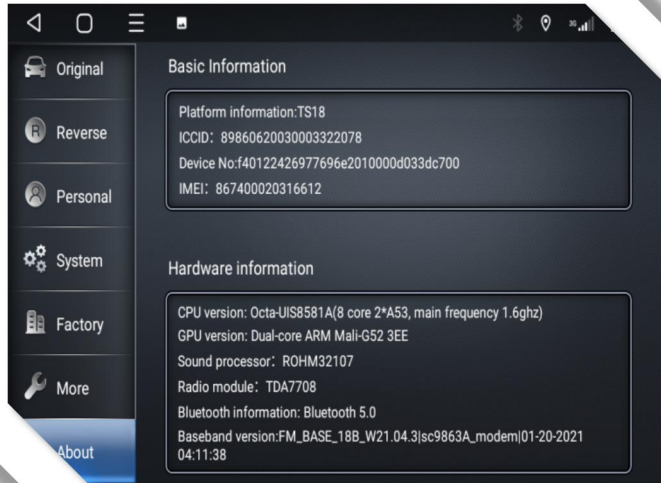 3G
Original
Reverse
Personal
System
Factory
More
About
Basic Information
Platform information:TS18
ICCID: 89860620030003322078
Device No:f40122426977696e2010000d033dc700
IMEI: 867400020316612
Hardware information
CPU version: Octa-UIS8581A(8 core 2*A53, main frequency 1.6ghz)
GPU version: Dual-core ARM Mali-G52 3EE
Sound processor: ROHM32107
Radio module: TDA7708
Bluetooth information: Bluetooth 5.0
Baseband version:FM_BASE_18B_W21.04.3|sc9863A_modem|01-20-2021
04:11:38